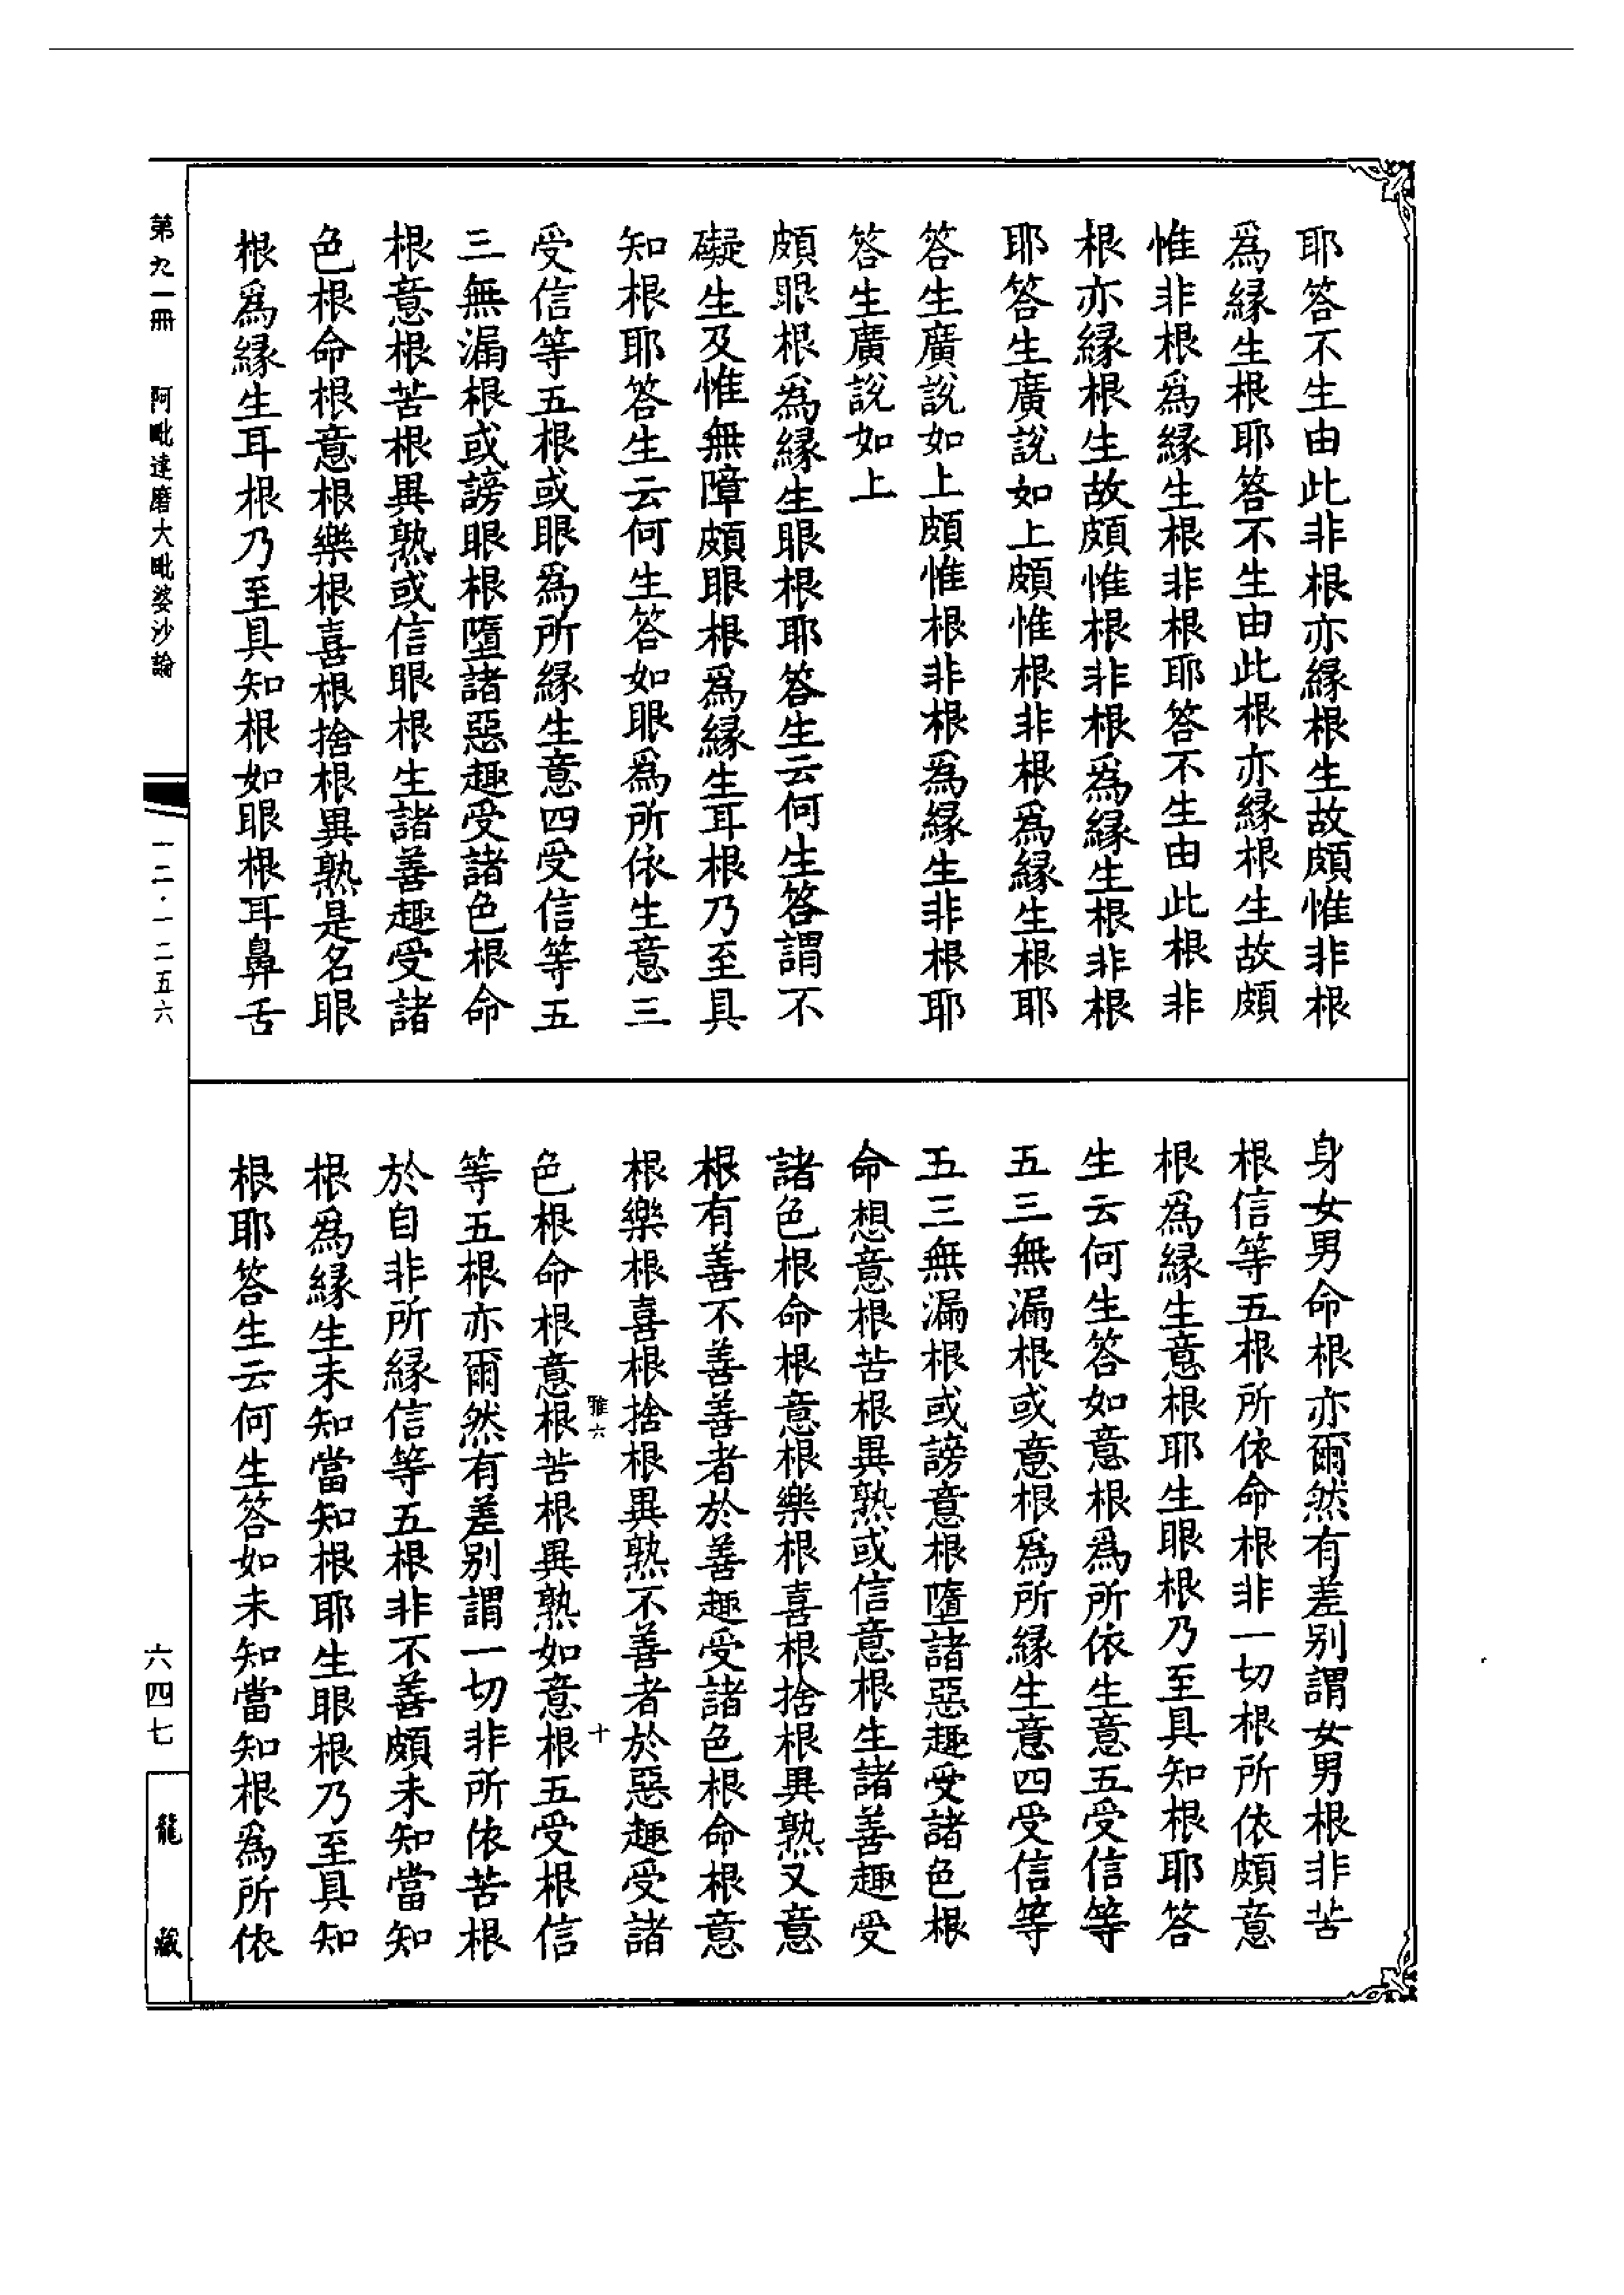 耶答不生由此非根亦緣根生故頗惟非根
爲緣生根耶答不生由此根亦緣根生故頗
惟非根爲緣生根非根耶答不生由此根非
根亦緣根生故頗惟根非根爲緣生根非根
耶答生廣說如上頗惟根非根爲緣生根耶
答生廣說如上頗惟根非根爲緣生非根耶
答生廣說如上
頗眼根爲緣生眼根耶答生云何生答謂不
礙生及惟無障頗眼根爲緣生耳根乃至具
知根耶答生云何生答如眼爲所依生意三
受信等五根或眼爲所緣生意四受信等五
三無漏根或謗眼根墮諸惡趣受諸色根命
根意根苦根異熟或信眼根生諸善趣受諸
色根命根意根樂根喜根捨根異熟是名眼
根爲緣生耳根乃至具知根如眼根耳鼻舌
身女男命根亦爾然有差別謂女男根非苦
根信等五根所依命根非一切根所依頗意
根爲緣生意根耶生眼根乃至具知根耶答
生云何生答如意根爲所依生意五受信等
五三無漏根或意根爲所緣生意四受信等
五三無漏根或謗意根墮諸惡趣受諸色根
命想意根苦根異熟或信意根生諸善趣受
諸色根命根意根樂根喜根捨根異熟又意
根有善不善善者於善趣受諸色根命根意
根樂根喜根捨根異熟不善者於惡趣受諸
雅六
十
色根命根意根苦根異熟如意根五受根信
等五根亦爾然有差別謂一切非所依苦根
於自非所緣信等五根非不善頗未知當知
根爲緣生未知當知根耶生眼根乃至具知
根耶答生云何生答如未知當知根爲所依
第九一冊
阿毗達磨大毗婆沙論
一二·一二五六
六四七
龍藏